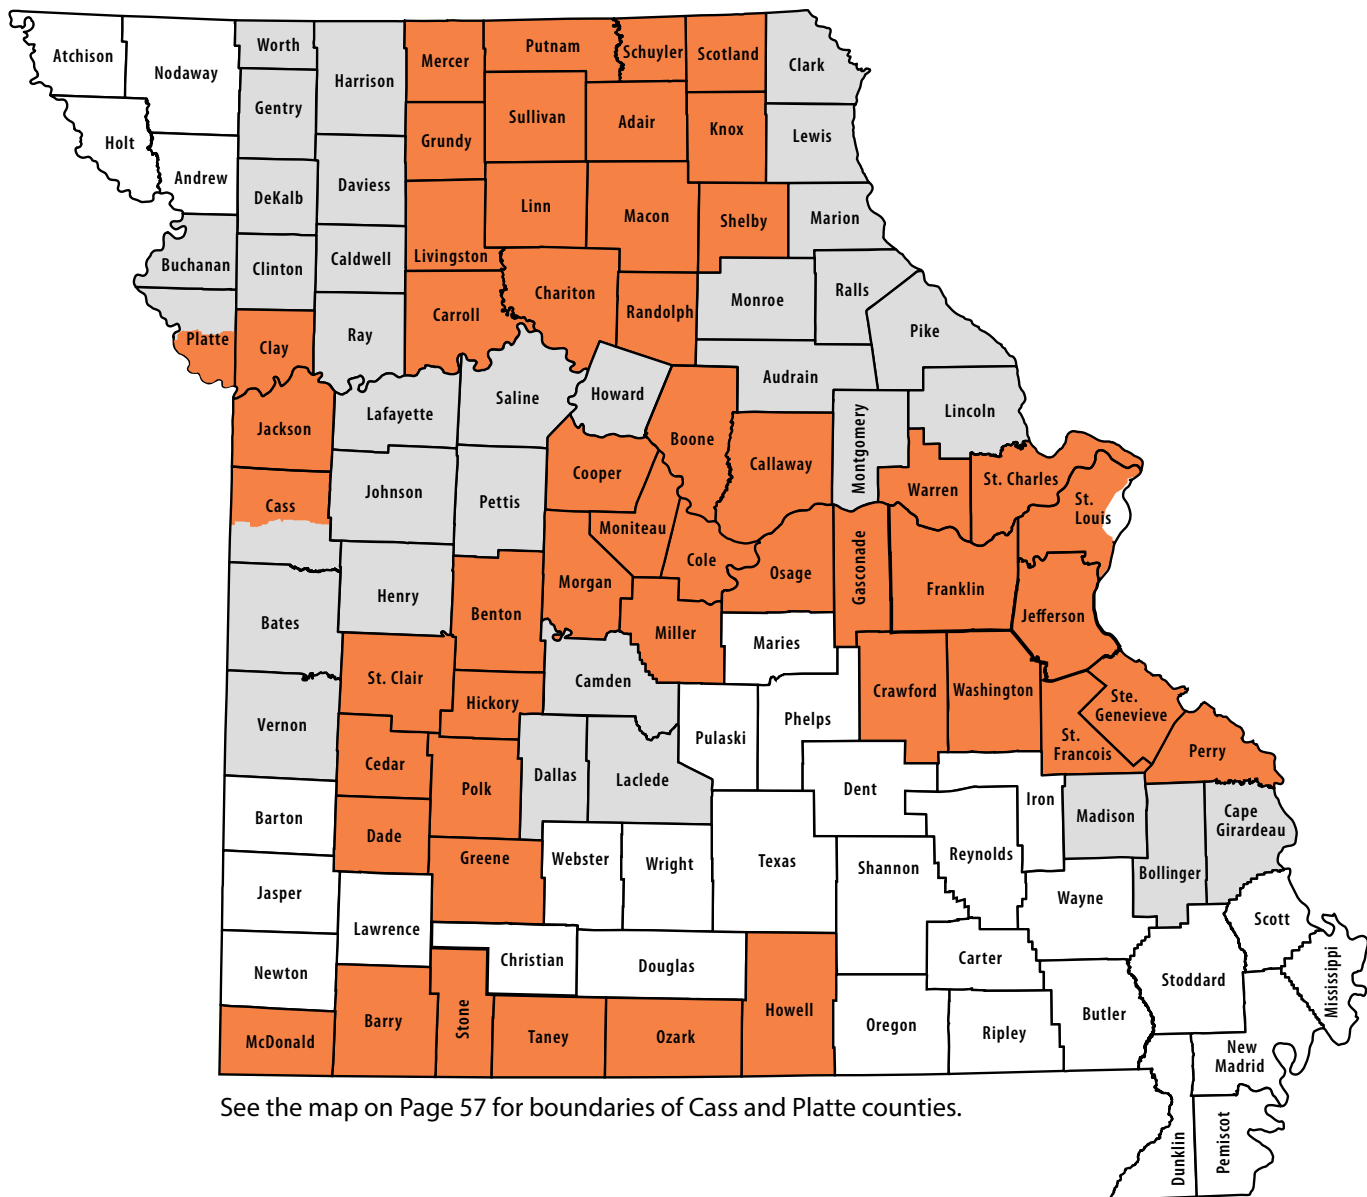 Atchison
Nodaway
Worth
Harrison
Mercer
Putnam
Schuyler
Scotland
Clark
Gentry
Holt
Sullivan
Adair
Knox
Lewis
Grundy
Andrew
DeKalb
Daviess
Linn
Macon
Shelby
Marion
Buchanan
Clinton
Caldwell
Livingston
Chariton
Monroe
Ralls
Platte
Clay
Ray
Carroll
Randolph
Pike
Audrain
Jackson
Lafayette
Saline
Howard
Boone
Callaway
Montgomery
Lincoln
Cass
Johnson
Pettis
Cooper
Warren
St. Charles
St.
Louis
Moniteau
Cole
Osage
Gasconade
Franklin
Jefferson
Bates
Henry
Benton
Morgan
Miller
Maries
St. Clair
Hickory
Camden
Crawford
Washington
Ste.
Genevieve
St.
Francois
Perry
Vernon
Cedar
Polk
Dallas
Laclede
Pulaski
Phelps
Dent
Iron
Madison
Cape
Girardeau
Barton
Dade
Greene
Webster
Wright
Texas
Shannon
Reynolds
Bollinger
Jasper
Lawrence
Wayne
Scott
Newton
Christian
Douglas
Carter
Stoddard
Mississippi
McDonald
Barry
Stone
Taney
Ozark
Howell
Oregon
Ripley
Butler
New
Madrid
Dunklin
Pemiscot
See the map on Page 57 for boundaries of Cass and Platte counties.